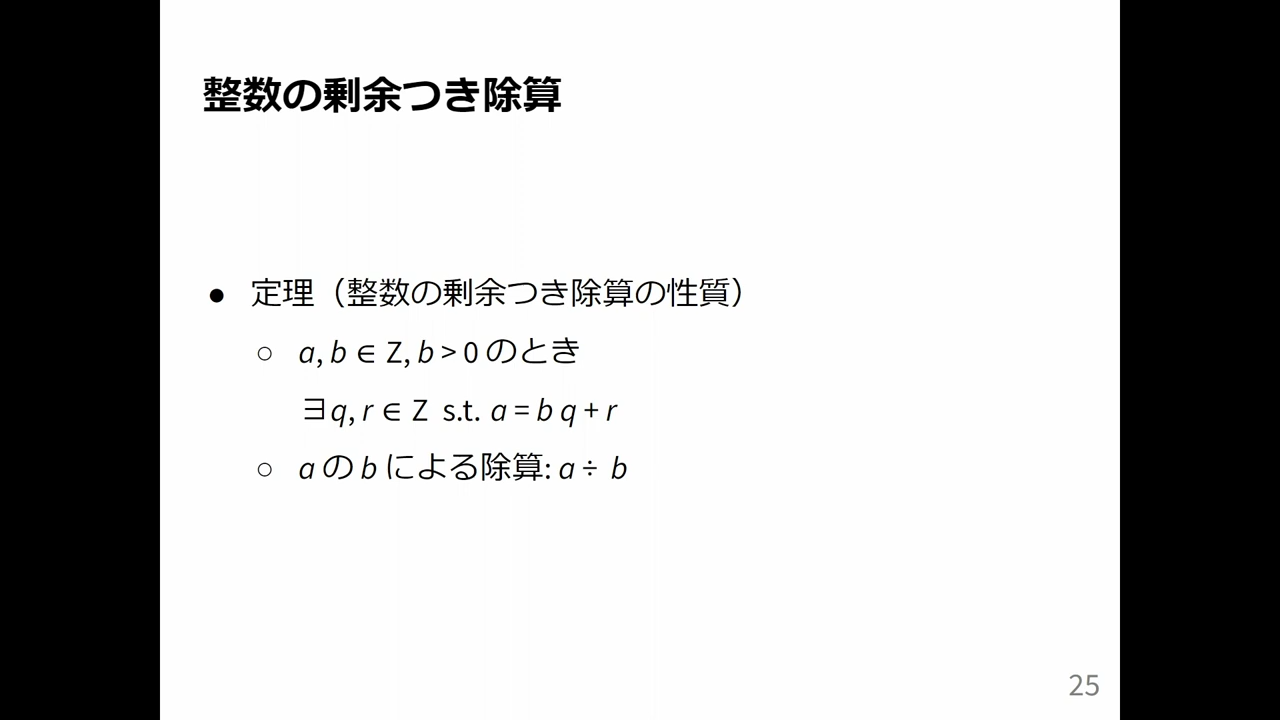 整数の剰余つき除算
● 定理（整数の剰余つき除算の性質）
○ a, b ∈ Z, b > 0 のとき
∃q, r ∈ Z s.t. a = b q + r
○ a の b による除算: a ÷ b
25